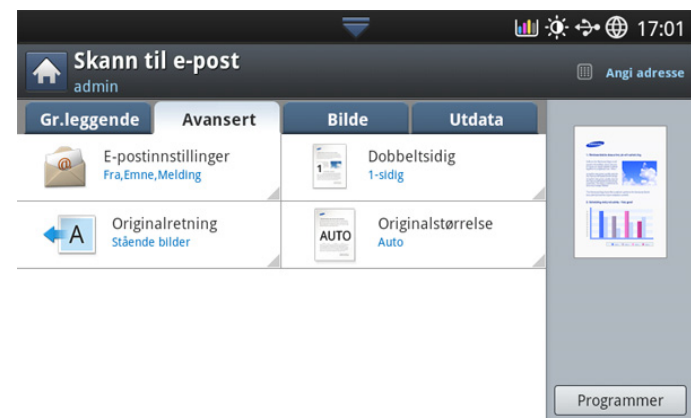 17:01
Skann til e-post
admin
Angi adresse
Gr.leggende Avansert Bilde Utdata
E-postinnstillinger
Fra,Emne,Melding
Dobbeltsidig
1-sidig
1
A
Originalretning
Stående bilder
AUTO
Originalstørrelse
Auto
Programmer